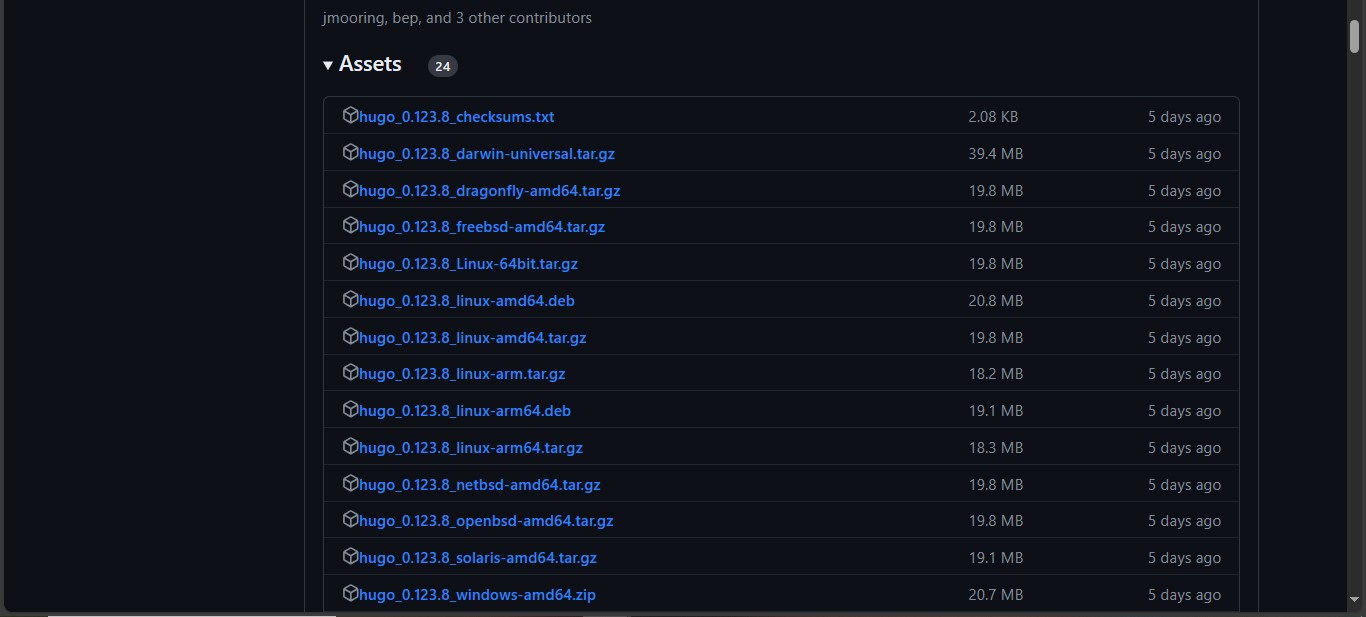 jmooring, bep, and 3 other contributors
Assets 24
hugo_0.123.8_checksums.txt 2.08 KB 5 days ago
hugo_0.123.8_darwin-universal.tar.gz 39.4 MB 5 days ago
hugo_0.123.8_dragonfly-amd64.tar.gz 19.8 MB 5 days ago
hugo_0.123.8_freebsd-amd64.tar.gz 19.8 MB 5 days ago
hugo_0.123.8_Linux-64bit.tar.gz 19.8 MB 5 days ago
hugo_0.123.8_linux-amd64.deb 20.8 MB 5 days ago
hugo_0.123.8_linux-amd64.tar.gz 19.8 MB 5 days ago
hugo_0.123.8_linux-arm.tar.gz 18.2 MB 5 days ago
hugo_0.123.8_linux-arm64.deb 19.1 MB 5 days ago
hugo_0.123.8_linux-arm64.tar.gz 18.3 MB 5 days ago
hugo_0.123.8_netbsd-amd64.tar.gz 19.8 MB 5 days ago
hugo_0.123.8_openbsd-amd64.tar.gz 19.8 MB 5 days ago
hugo_0.123.8_solaris-amd64.tar.gz 19.1 MB 5 days ago
hugo_0.123.8_windows-amd64.zip 20.7 MB 5 days ago